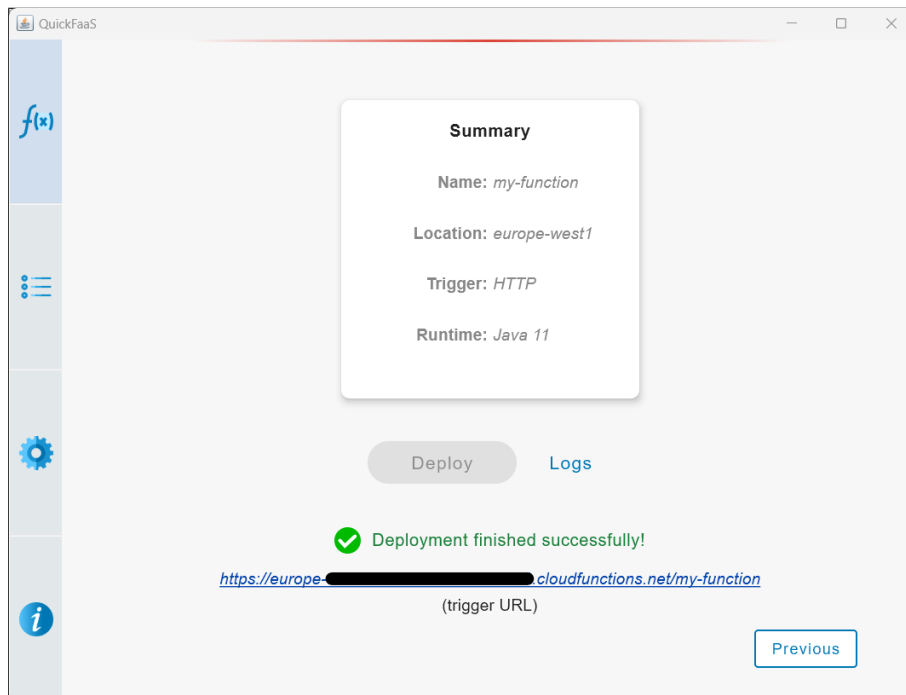 QuickFaaS
f(x)
Summary
Name: my-function
Location: europe-west1
Trigger: HTTP
Runtime: Java 11
Deploy
Logs
Deployment finished successfully!
https://europe- .cloudfunctions.net/my-function
(trigger URL)
i
Previous